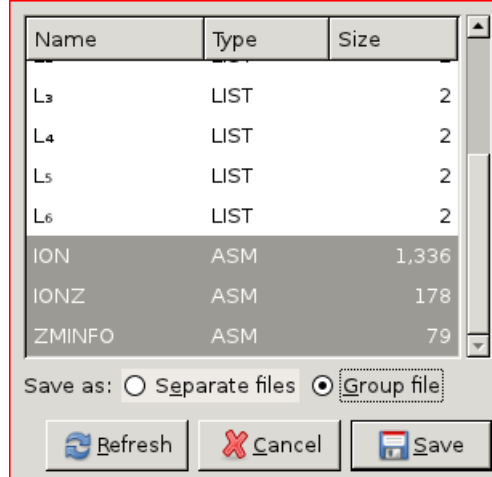 Name Type Size
L₃ LIST 2
L₄ LIST 2
L₅ LIST 2
L₆ LIST 2
ION ASM 1,336
IONZ ASM 178
ZMINFO ASM 79
Save as: Separate files Group file
Refresh Cancel Save